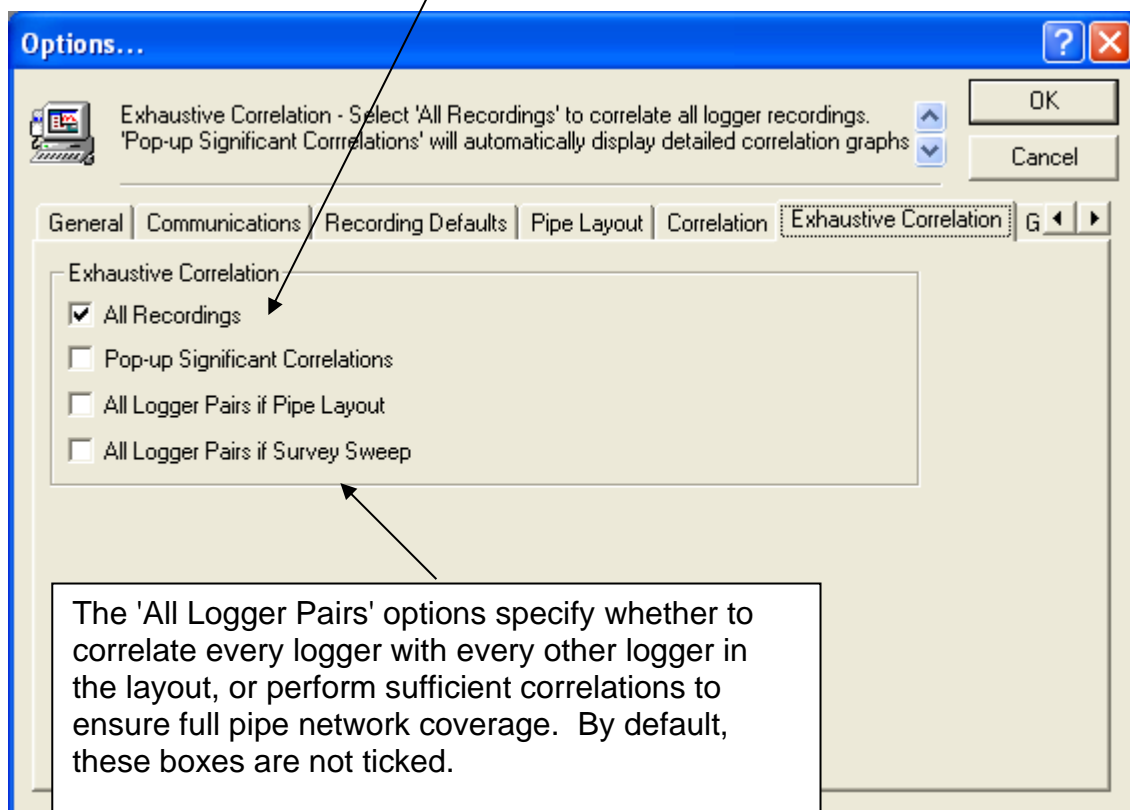 Options...
Exhaustive Correlation - Select 'All Recordings' to correlate all logger recordings.
'Pop-up Significant Corrrelations' will automatically display detailed correlation graphs
OK
Cancel
General
Communications
Recording Defaults
Pipe Layout
Correlation
Exhaustive Correlation
G
Exhaustive Correlation
All Recordings
Pop-up Significant Correlations
All Logger Pairs if Pipe Layout
All Logger Pairs if Survey Sweep
The 'All Logger Pairs' options specify whether to
correlate every logger with every other logger in
the layout, or perform sufficient correlations to
ensure full pipe network coverage.  By default,
these boxes are not ticked.